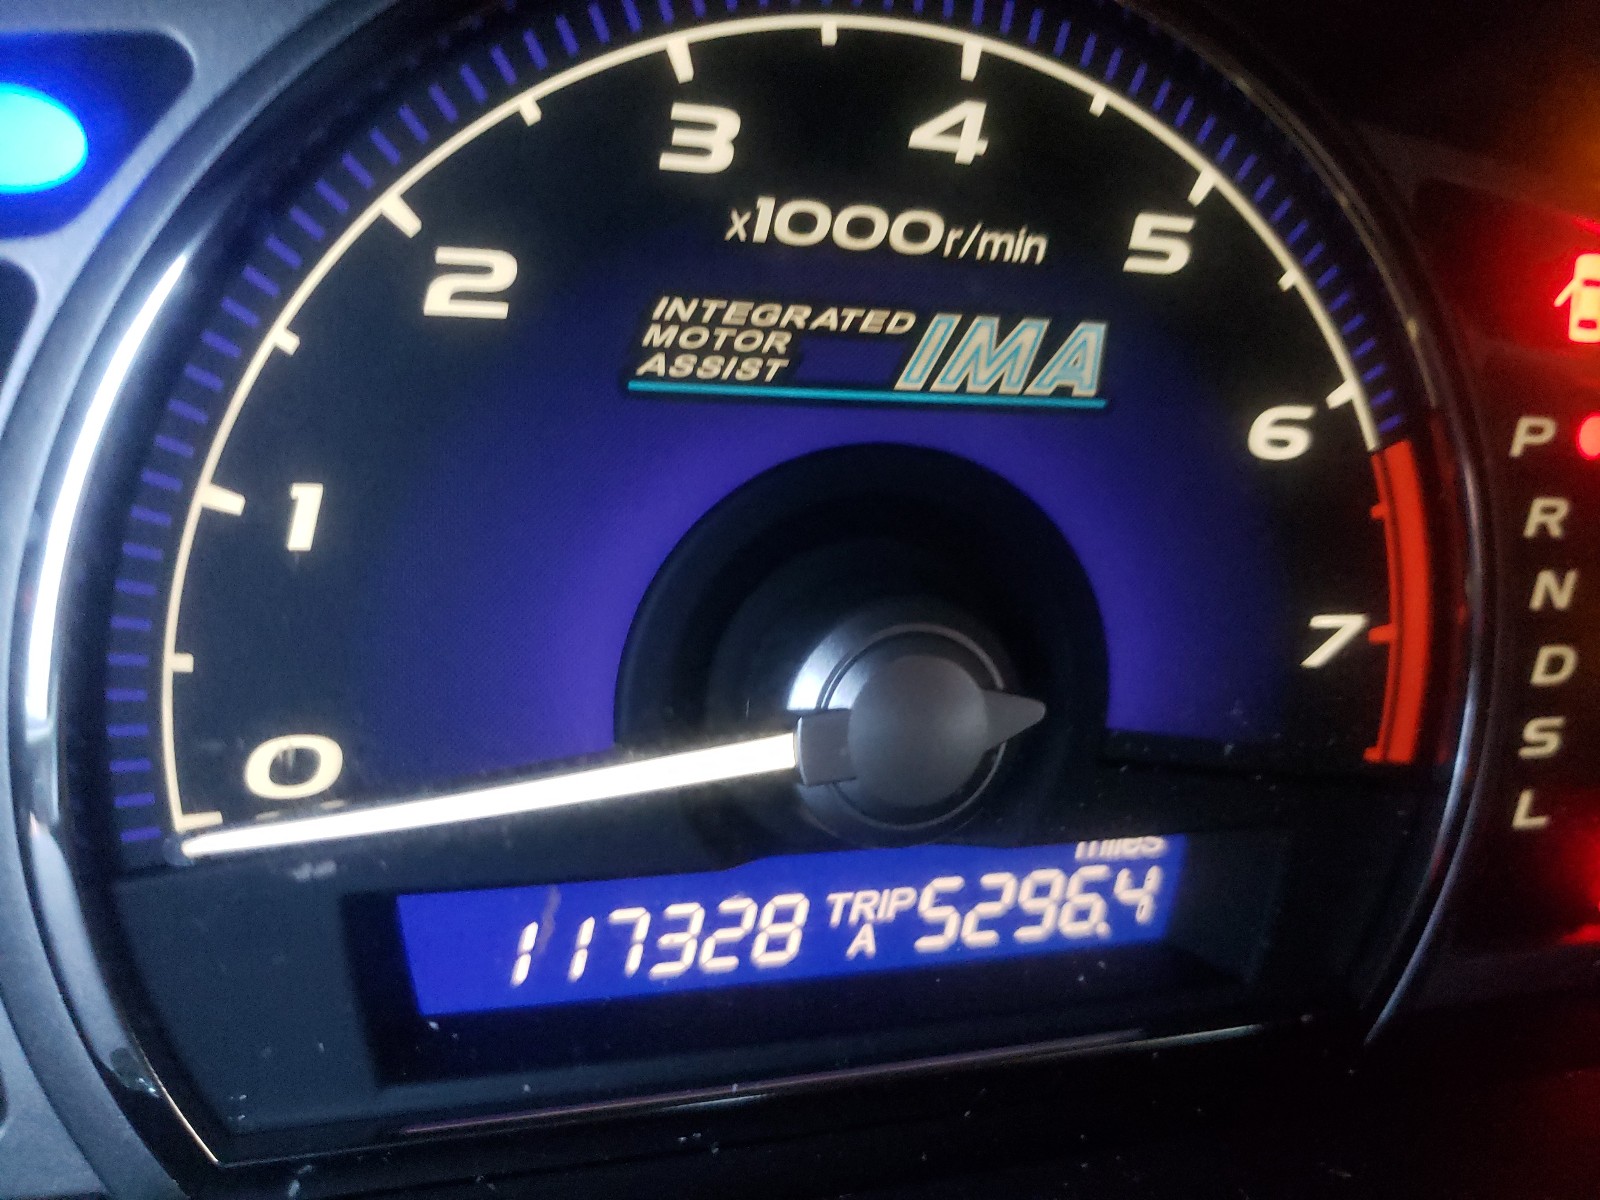 3 4
x1000r/min
2 5
INTEGRATED
MOTOR IMA
ASSIST
1 6
P
R
N
7 D
S
0
L
miles
117328 TRIP A 5296.4